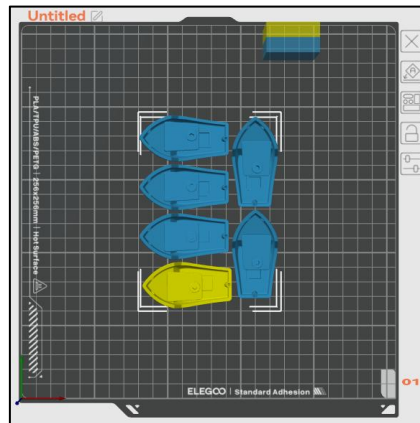 Untitled
PLA/TPU/ABS/PETG | 256x256mm | Hot Surface
ELEGOO | Standard Adhesion
01